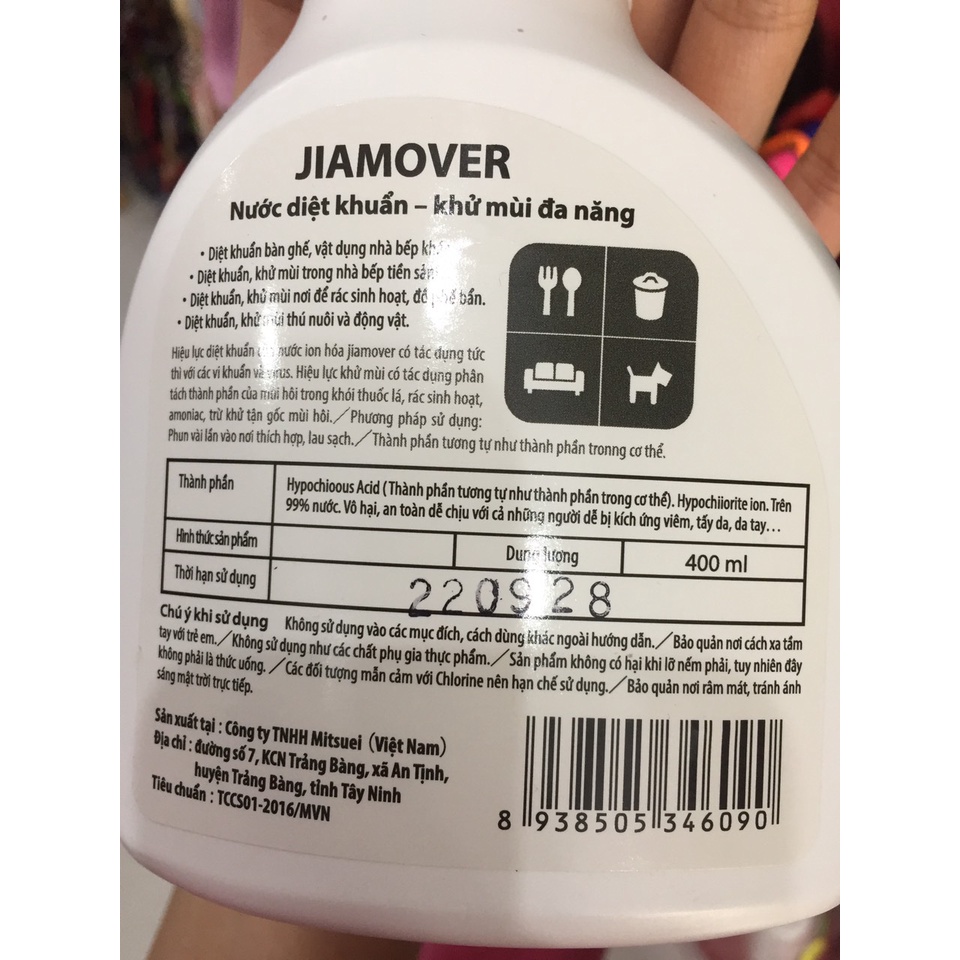 JIAMOVER
Nước diệt khuẩn – khử mùi đa năng
• Diệt khuẩn bàn ghế, vật dụng nhà bếp
• Diệt khuẩn, khử mùi trong nhà bếp tiền
• Diệt khuẩn, khử mùi nơi để rác sinh hoạt, đồ phế bẩn.
• Diệt khuẩn, khử mùi thú nuôi và động vật.
Hiệu lực diệt khuẩn của nước ion hóa jiamover có tác dụng tức
thì với các vi khuẩn và virus. Hiệu lực khử mùi có tác dụng phân
tách thành phần của mùi hôi trong khói thuốc lá, rác sinh hoạt,
amoniac, trừ khử tận gốc mùi hôi.／Phương pháp sử dụng:
Phun vài lần vào nơi thích hợp, lau sạch.／Thành phần tương tự như thành phần tronng cơ thể.
Thành phần
Hypochioous Acid (Thành phần tương tự như thành phần trong cơ thể). Hypochiiorite ion. Trên
99% nước. Vô hại, an toàn dễ chịu với cả những người dễ bị kích ứng viêm, tấy da, da tay…
Hình thức sản phẩm
Dung lượng
400 ml
Thời hạn sử dụng
220928
Chú ý khi sử dụng Không sử dụng vào các mục đích, cách dùng khác ngoài hướng dẫn.／Bảo quản nơi cách xa tầm
tay với trẻ em.／Không sử dụng như các chất phụ gia thực phẩm.／Sản phẩm không có hại khi lỡ nếm phải, tuy nhiên đây
không phải là thức uống.／Các đối tượng mẫn cảm với Chlorine nên hạn chế sử dụng.／Bảo quản nơi râm mát, tránh ánh
sáng mặt trời trực tiếp.
Sản xuất tại : Công ty TNHH Mitsuei (Việt Nam)
Địa chỉ : đường số 7, KCN Trảng Bàng, xã An Tịnh,
huyện Trảng Bàng, tỉnh Tây Ninh
Tiêu chuẩn : TCCS01-2016/MVN
8 938505 346090